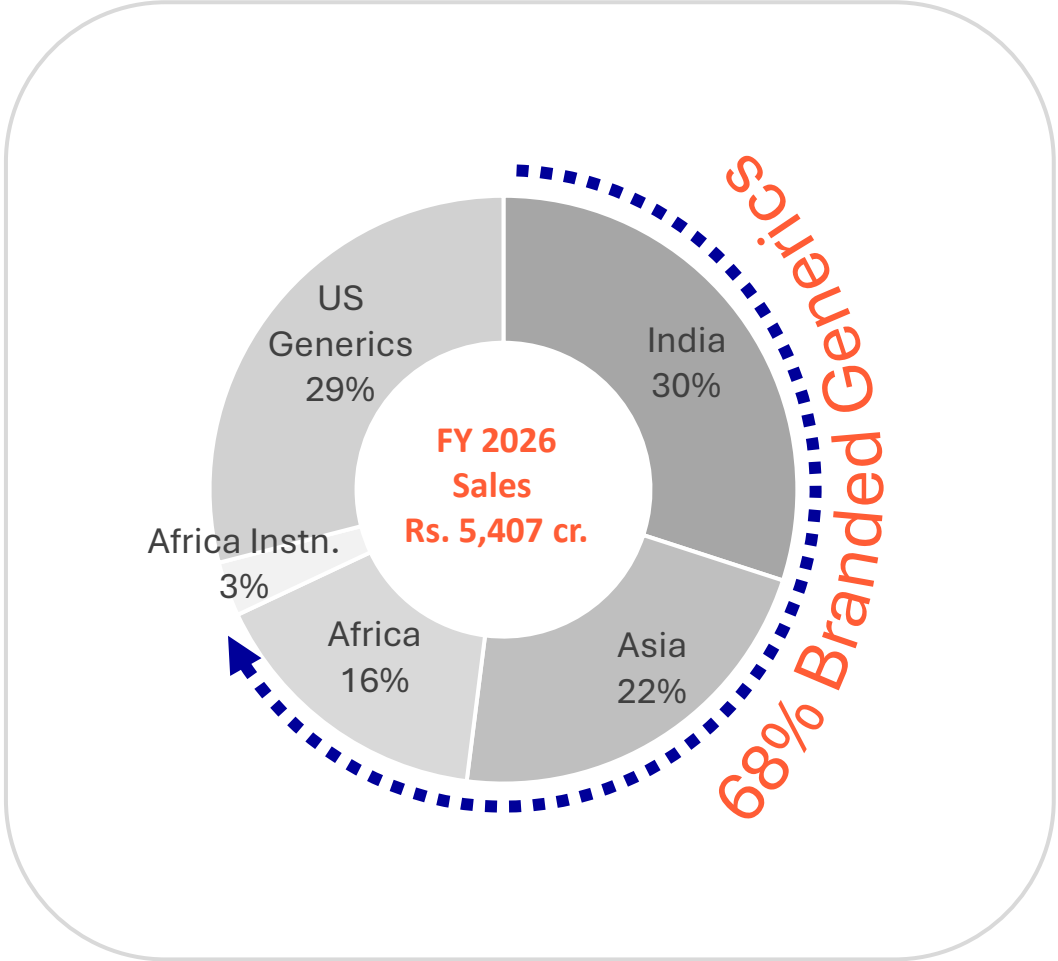 US
Generics
29%
India
30%
FY 2026
Sales
Rs. 5,407 cr.
Africa Instn.
3%
Africa
16%
Asia
22%
68% Branded Generics